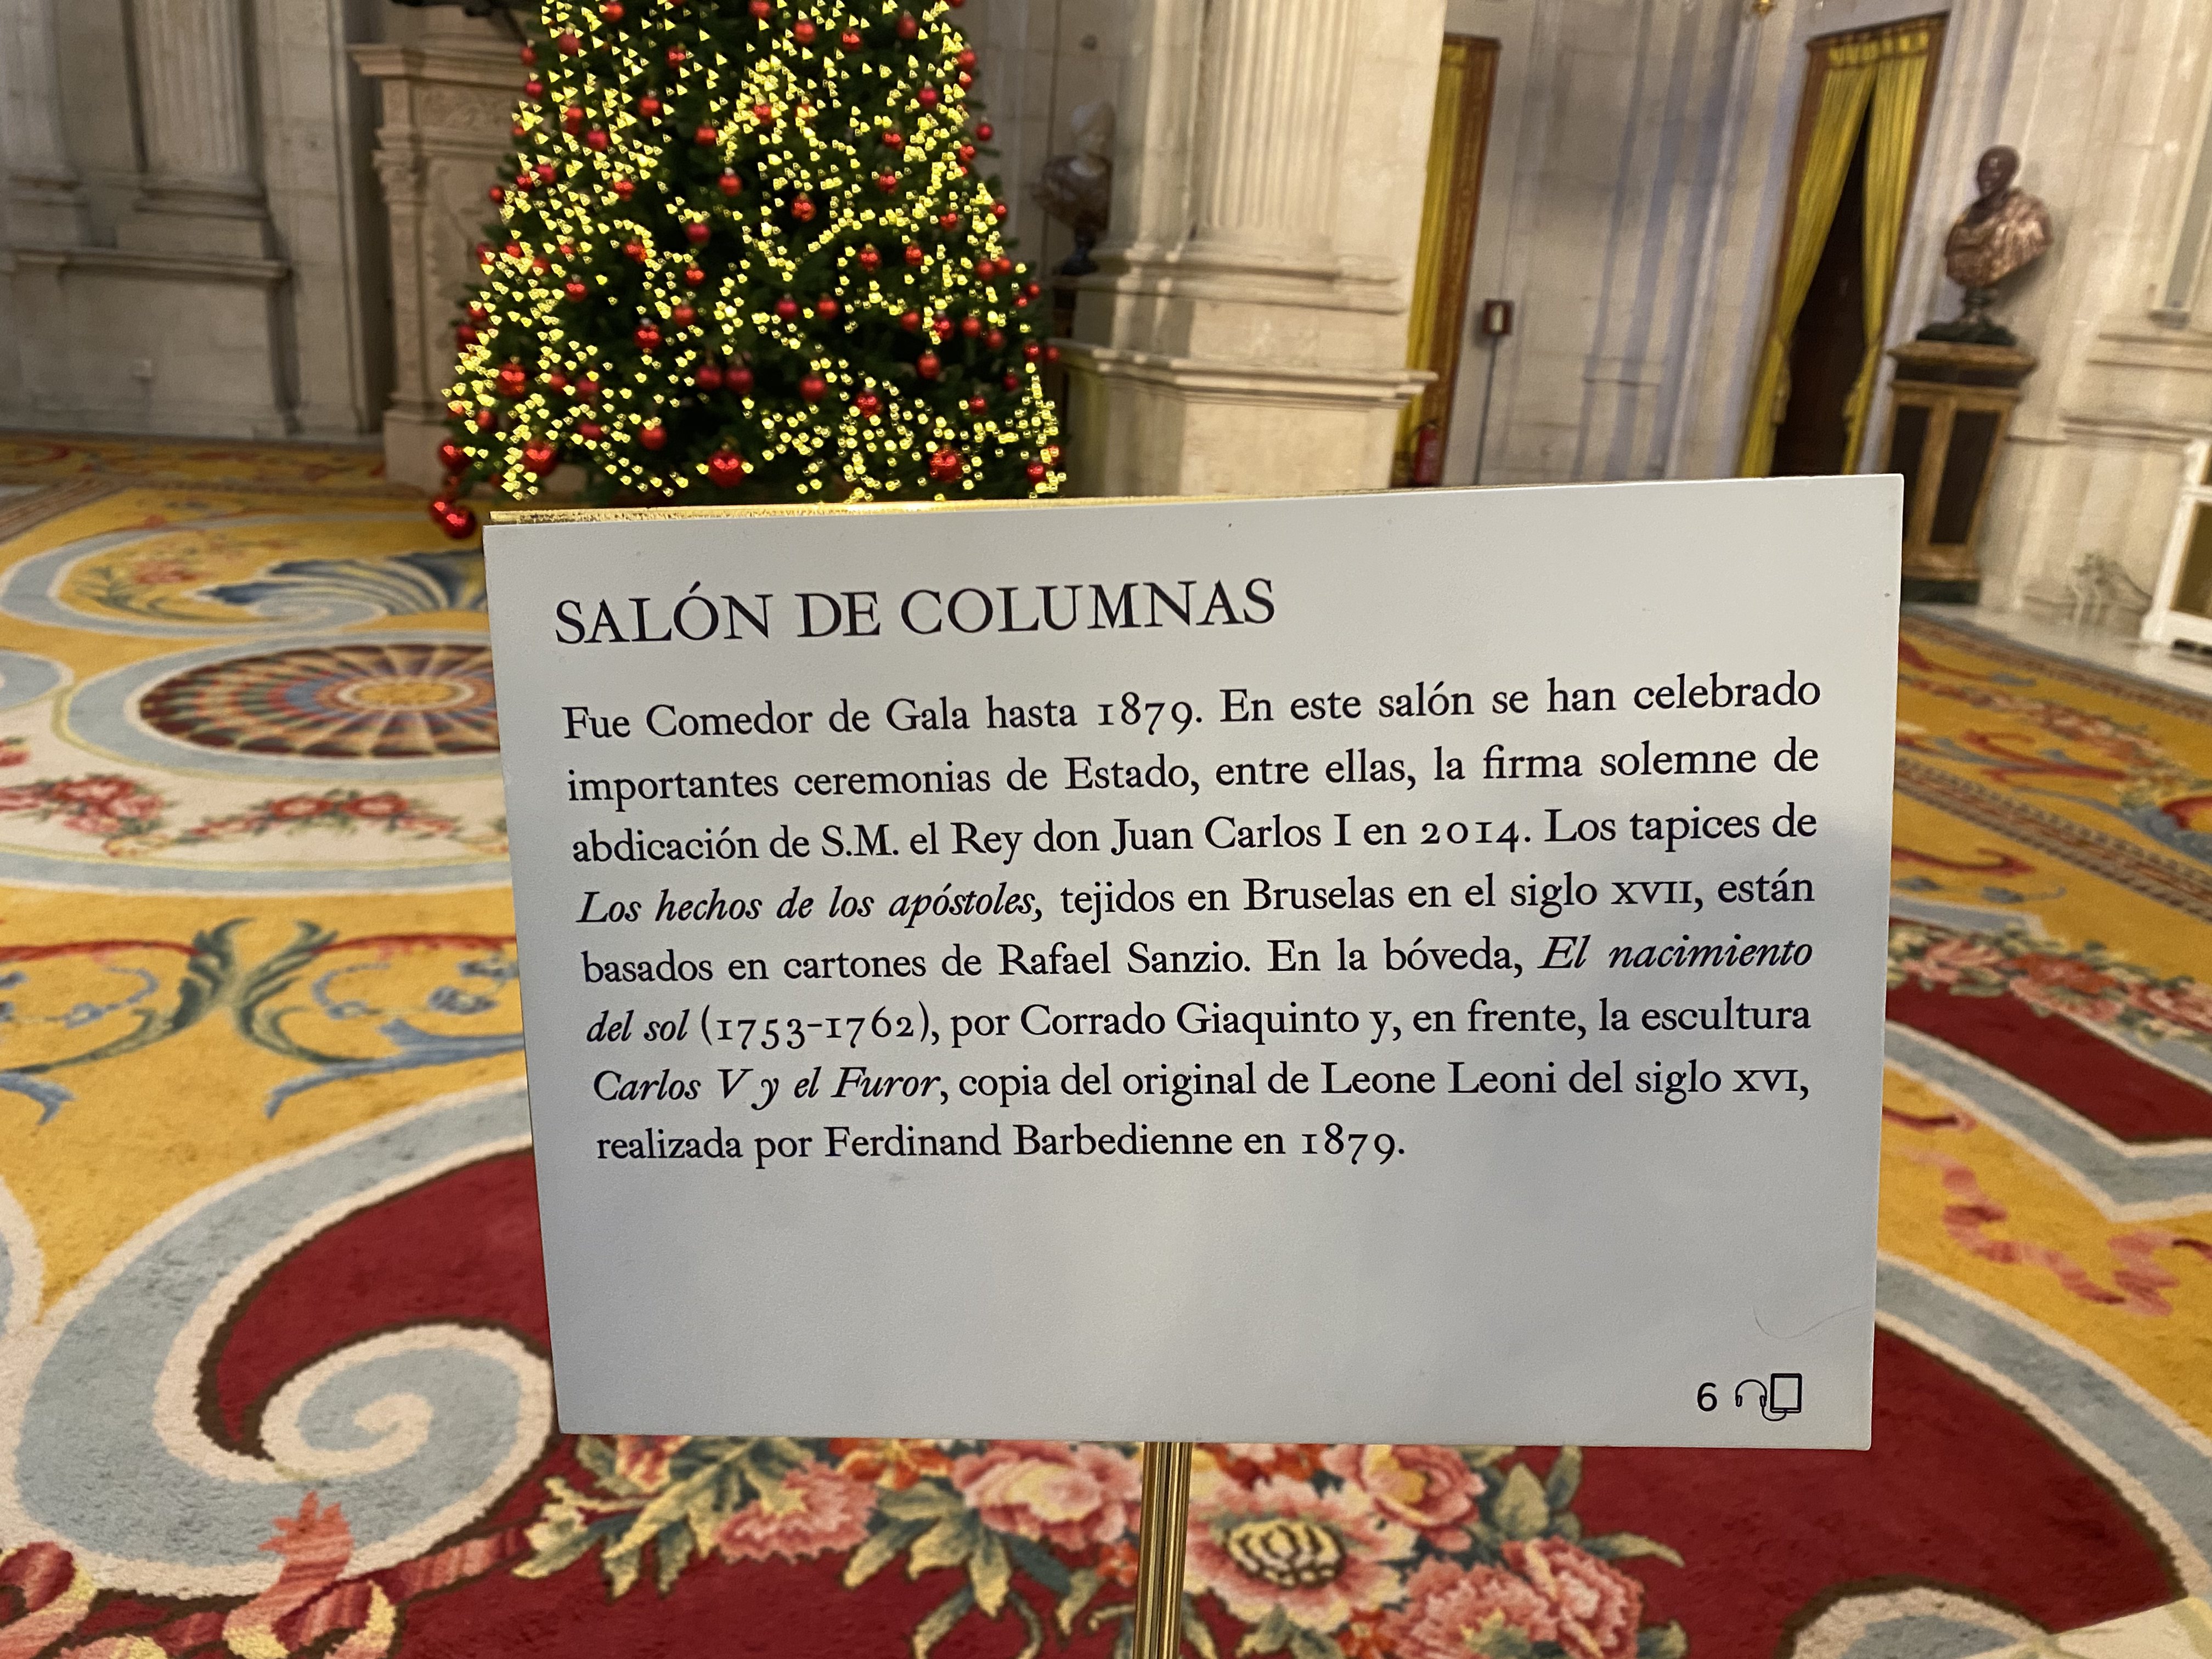 SALÓN DE COLUMNAS
Fue Comedor de Gala hasta 1879. En este salón se han celebrado
importantes ceremonias de Estado, entre ellas, la firma solemne de
abdicación de S.M. el Rey don Juan Carlos I en 2014. Los tapices de
Los hechos de los apóstoles, tejidos en Bruselas en el siglo XVII, están
basados en cartones de Rafael Sanzio. En la bóveda, El nacimiento
del sol (1753-1762), por Corrado Giaquinto y, en frente, la escultura
Carlos V y el Furor, copia del original de Leone Leoni del siglo XVI,
realizada por Ferdinand Barbedienne en 1879.
6